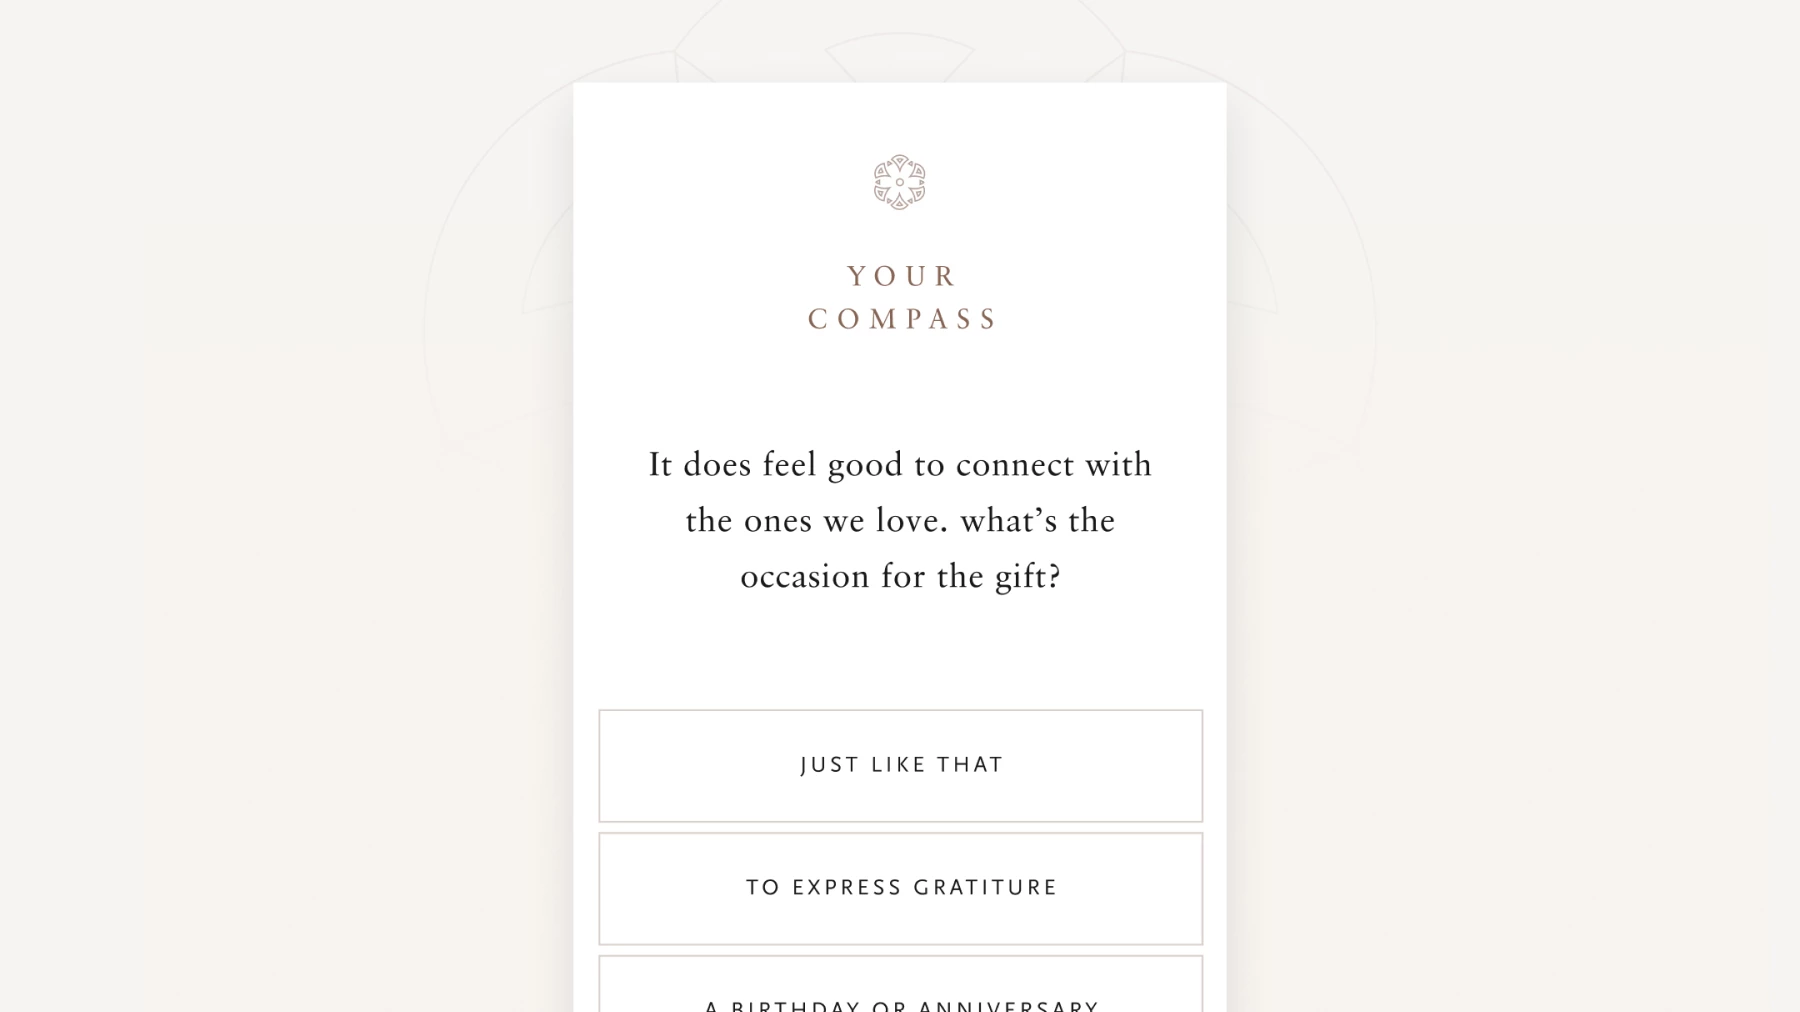 YOUR
COMPASS
It does feel good to connect with
the ones we love. what’s the
occasion for the gift?
JUST LIKE THAT
TO EXPRESS GRATITURE
A BIRTHDAY OR ANNIVERSARY